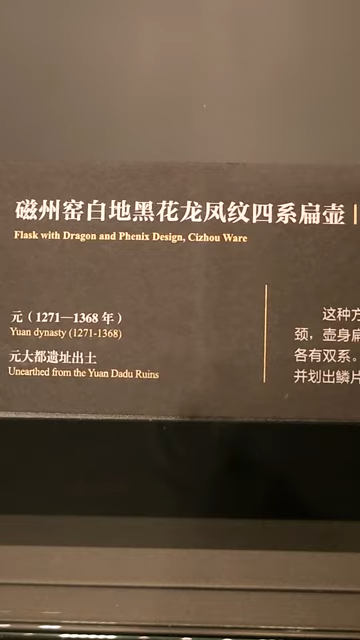 磁州窑白地黑花龙凤纹四系扁壶
Flask with Dragon and Phenix Design, Cizhou Ware
元（1271—1368 年）
Yuan dynasty (1271-1368)
元大都遗址出土
Unearthed from the Yuan Dadu Ruins
这种方
颈，壶身扁
各有双系。
并划出鳞片